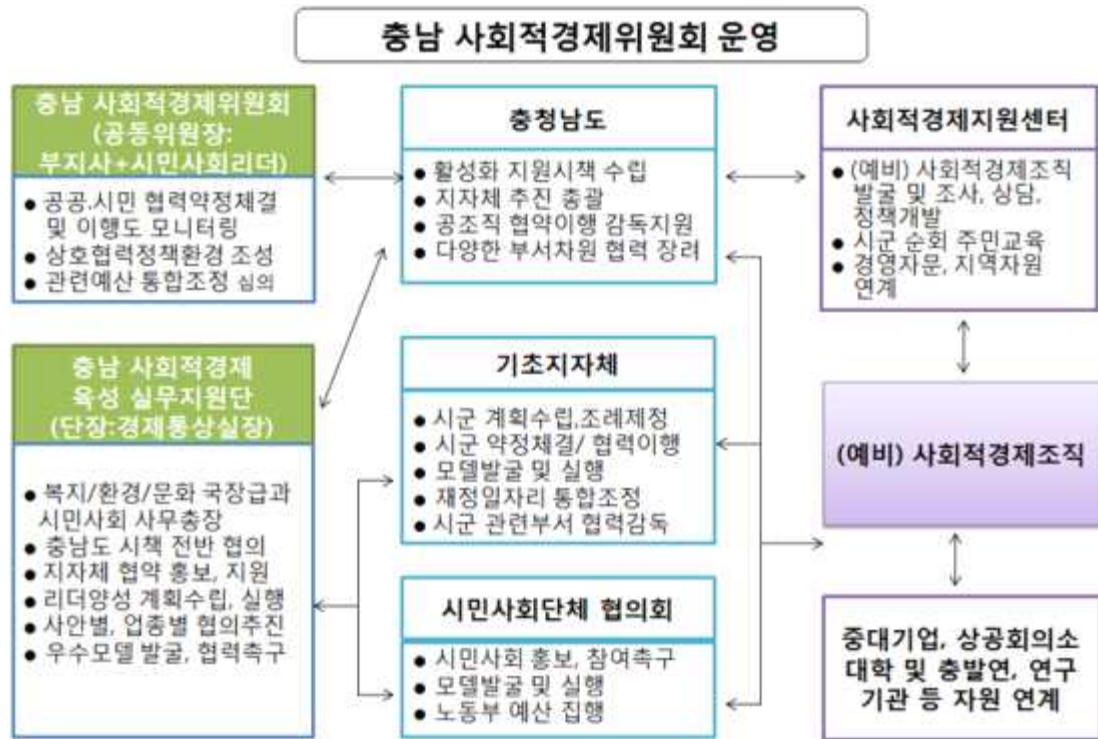 충남 사회적경제위원회 운영
충남 사회적경제위원회
(공동위원장:
부지사+시민사회리더)
● 공공.시민 협력약정체결
및 이행도 모니터링
● 상호협력정책환경 조성
● 관련예산 통합조정 심의
충남 사회적경제
육성 실무지원단
(단장:경제통상실장)
● 복지/환경/문화 국장급과
시민사회 사무총장
● 충남도 시책 전반 협의
● 지자체 협약 홍보, 지원
● 리더양성 계획수립, 실행
● 사안별, 업종별 협의추진
● 우수모델 발굴, 협력촉구
충청남도
● 활성화 지원시책 수립
● 지자체 추진 총괄
● 공조직 협약이행 감독지원
● 다양한 부서차원 협력 장려
기초지자체
● 시군 계획수립,조례제정
● 시군 약정체결/ 협력이행
● 모델발굴 및 실행
● 재정일자리 통합조정
● 시군 관련부서 협력감독
시민사회단체 협의회
● 시민사회 홍보, 참여촉구
● 모델발굴 및 실행
● 노동부 예산 집행
사회적경제지원센터
● (예비) 사회적경제조직
발굴 및 조사, 상담,
정책개발
● 시군 순회 주민교육
● 경영자문, 지역자원
연계
(예비) 사회적경제조직
중대기업, 상공회의소
대학 및 충발연, 연구
기관 등 자원 연계